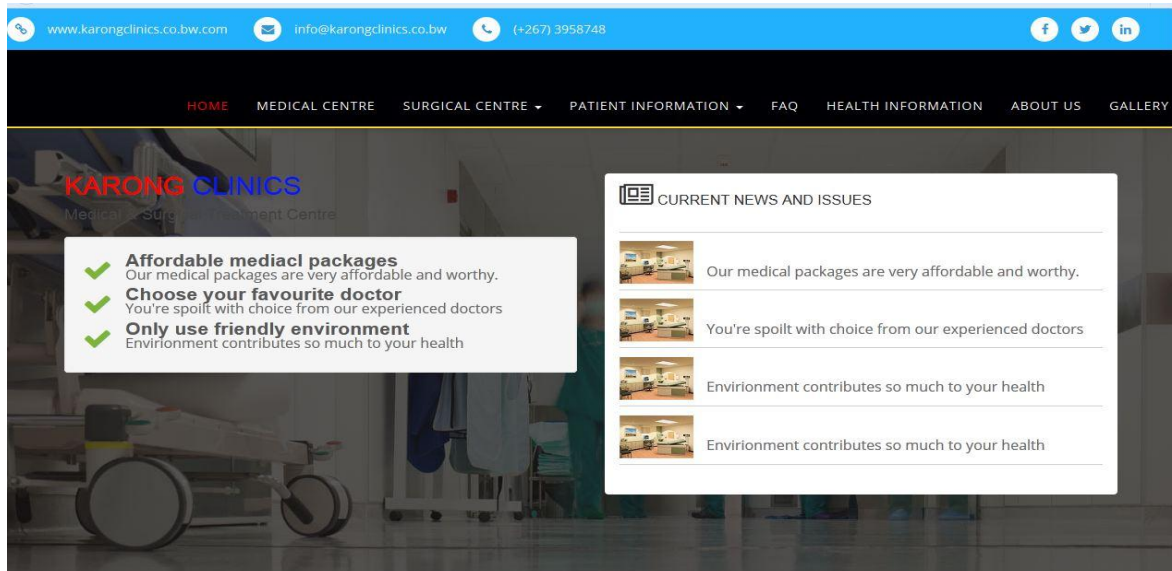 www.karongclinics.co.bw.com info@karongclinics.co.bw (+267) 3958748
HOME MEDICAL CENTRE SURGICAL CENTRE PATIENT INFORMATION FAQ HEALTH INFORMATION ABOUT US GALLERY
KARONG CLINICS
Medical & Surgical Treatment Centre
Affordable mediacl packages
Our medical packages are very affordable and worthy.
Choose your favourite doctor
You're spoilt with choice from our experienced doctors
Only use friendly environment
Envirionment contributes so much to your health
CURRENT NEWS AND ISSUES
Our medical packages are very affordable and worthy.
You're spoilt with choice from our experienced doctors
Envirionment contributes so much to your health
Envirionment contributes so much to your health